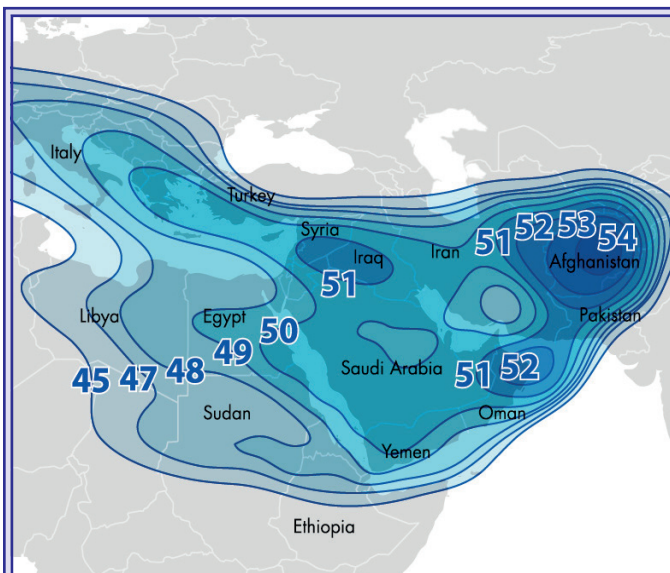 Italy
Turkey
Syria
Iraq
Iran
51
52
53
54
Afghanistan
51
Libya
Egypt
50
Pakistan
49
48
47
45
Saudi Arabia
51
52
Sudan
Oman
Yemen
Ethiopia